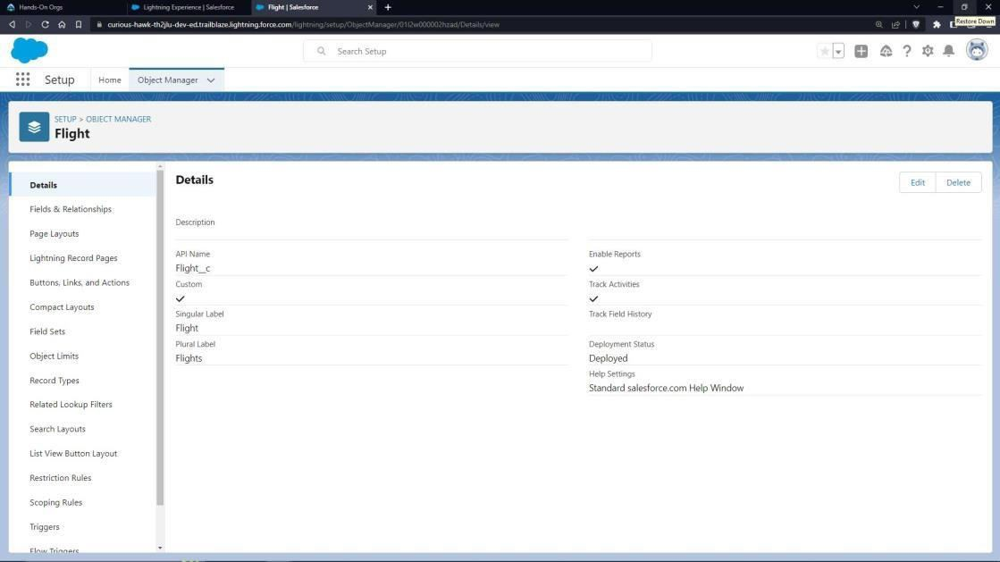 Hands-On Orgs
Lightning Experience | Salesforce
Flight | Salesforce
Restore Down
curious-hawk-th2jlu-dev-ed.trailblaze.lightning.force.com/lightning/setup/ObjectManager/01I2w000002hzad/Details/view
Search Setup
Setup
Home
Object Manager
SETUP > OBJECT MANAGER
Flight
Details
Fields & Relationships
Page Layouts
Lightning Record Pages
Buttons, Links, and Actions
Compact Layouts
Field Sets
Object Limits
Record Types
Related Lookup Filters
Search Layouts
List View Button Layout
Restriction Rules
Scoping Rules
Triggers
Flow Triggers
Details
Edit
Delete
Description
API Name
Flight__c
Custom
Singular Label
Flight
Plural Label
Flights
Enable Reports
Track Activities
Track Field History
Deployment Status
Deployed
Help Settings
Standard salesforce.com Help Window